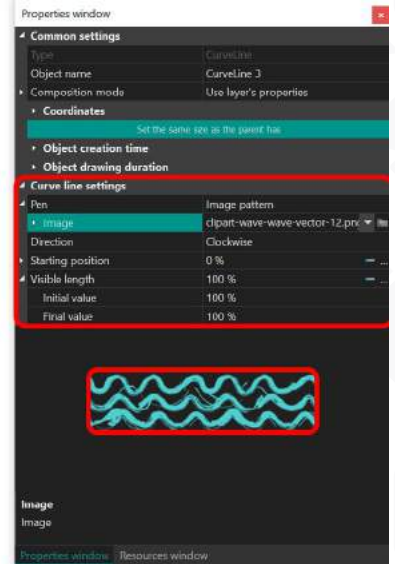 Properties window
Common settings
Type CurveLine
Object name CurveLine 3
Composition mode Use layer's properties
Coordinates
Set the same size as the parent has
Object creation time
Object drawing duration
Curve line settings
Pen Image pattern
Image clipart-wave-wave-vector-12.png
Direction Clockwise
Starting position 0 % ...
Visible length 100 % ...
Initial value 100 %
Final value 100 %
Image
Image
Properties window Resources window